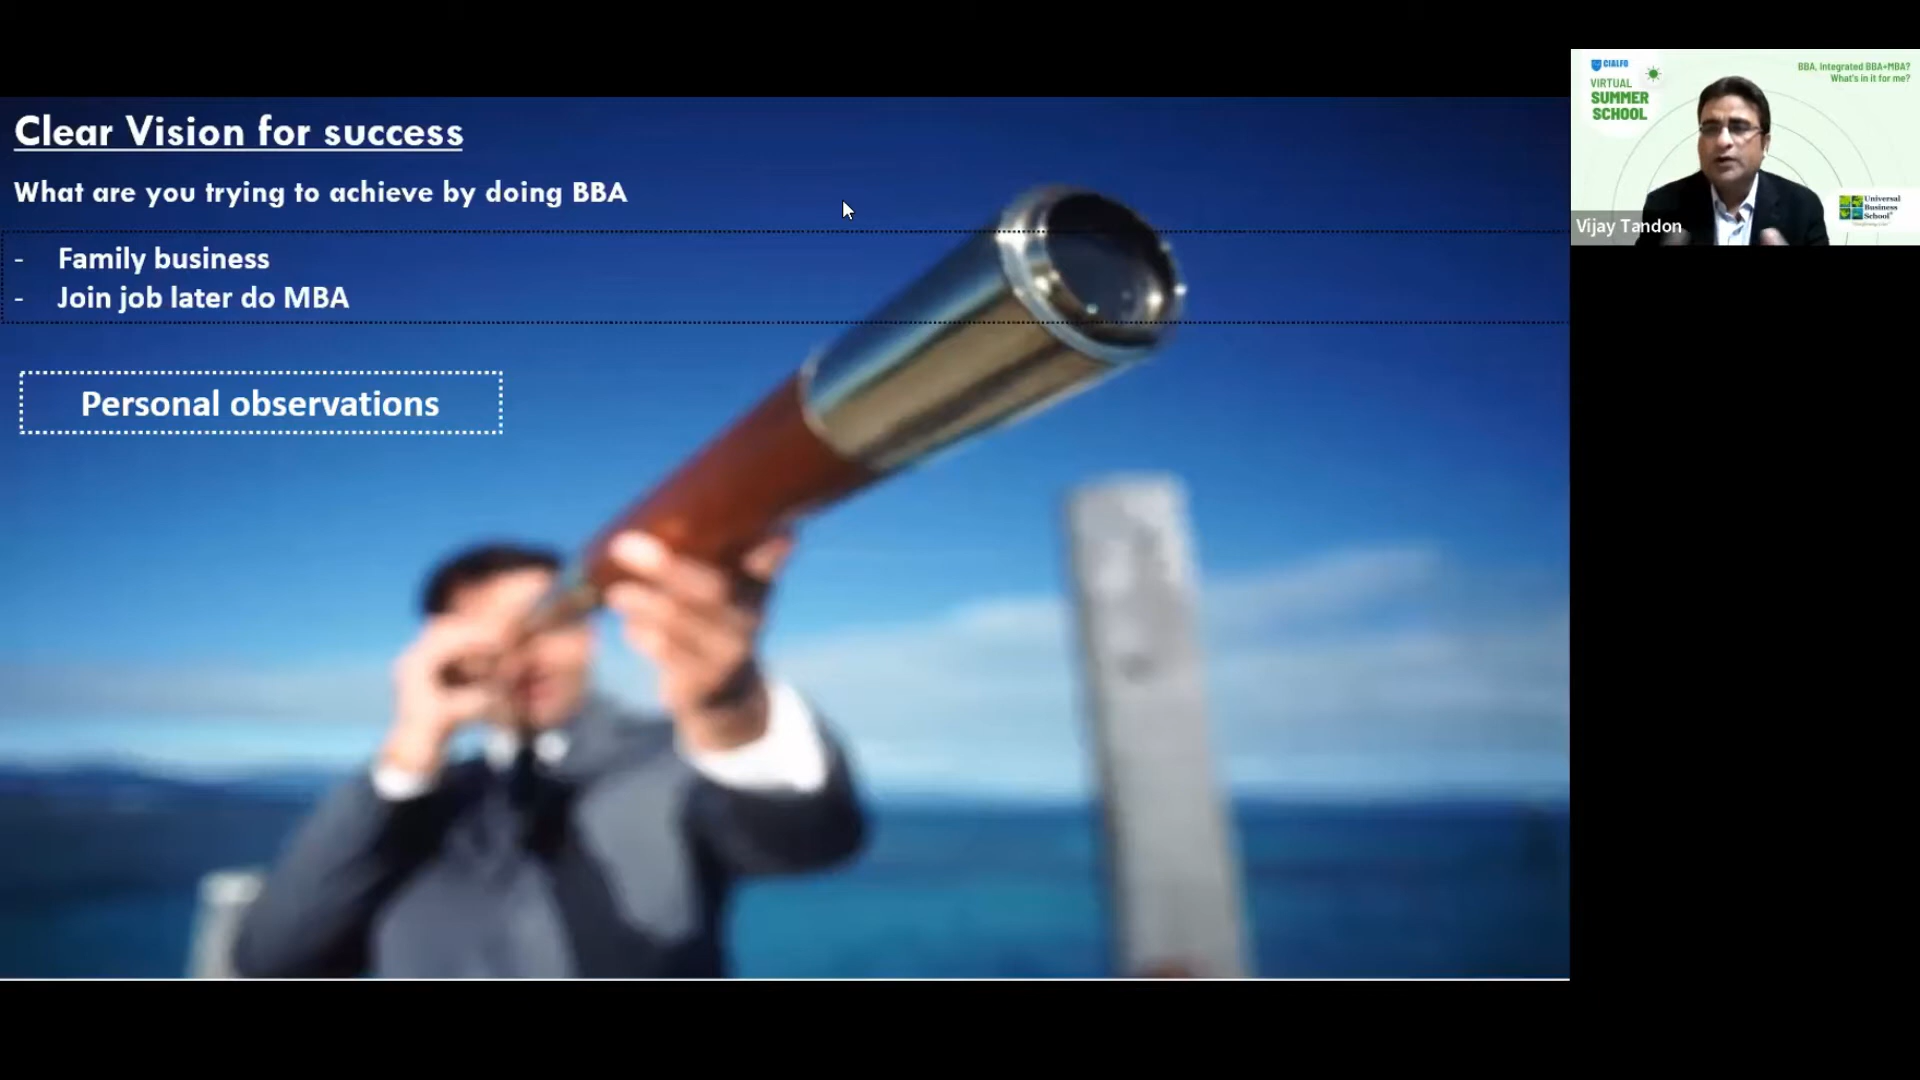 Clear Vision for success
What are you trying to achieve by doing BBA
- Family business
- Join job later do MBA
Personal observations
CIALFO
VIRTUAL
SUMMER
SCHOOL
BBA, Integrated BBA+MBA?
What's in it for me?
Universal
Business
School
Vijay Tandon